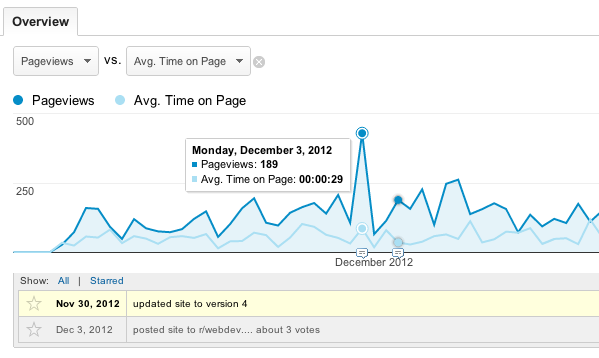 Overview
Pageviews vs. Avg. Time on Page
Pageviews Avg. Time on Page
500
Monday, December 3, 2012
Pageviews: 189
Avg. Time on Page: 00:00:29
250
December 2012
Show: All | Starred
Nov 30, 2012 updated site to version 4
Dec 3, 2012 posted site to r/webdev.... about 3 votes